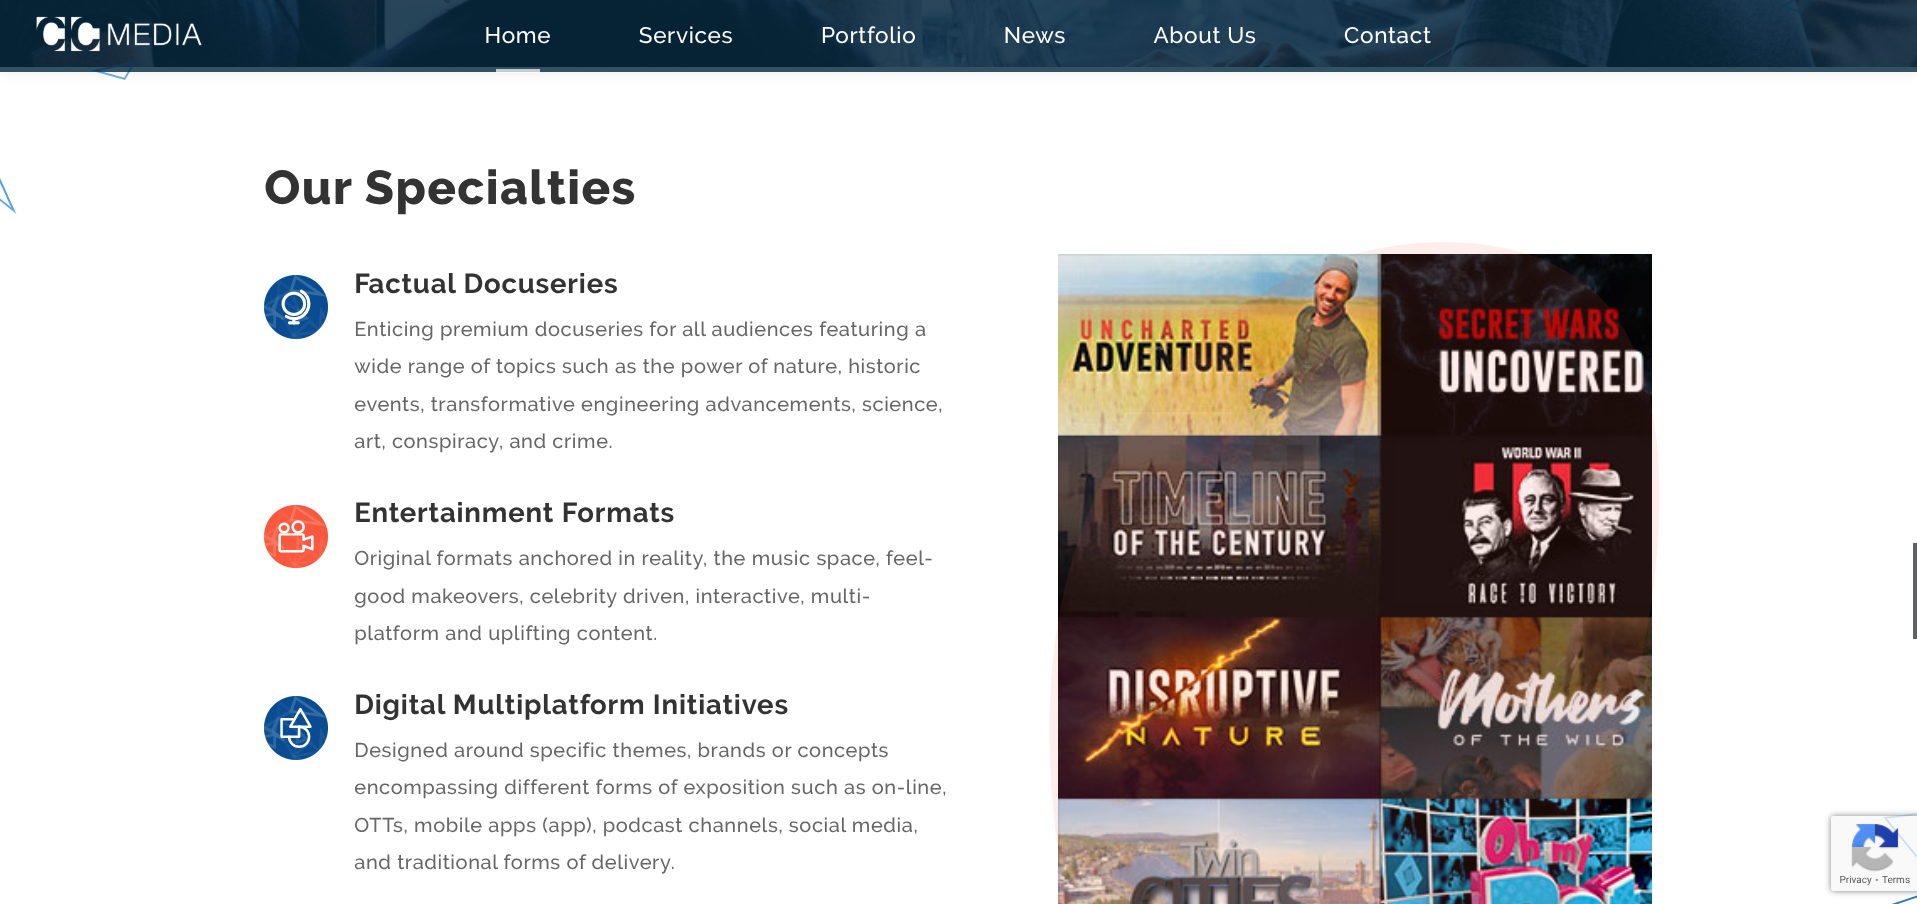 CIC MEDIA
Home Services Portfolio News About Us Contact
Our Specialties
Factual Docuseries
Enticing premium docuseries for all audiences featuring a
wide range of topics such as the power of nature, historic
events, transformative engineering advancements, science,
art, conspiracy, and crime.
Entertainment Formats
Original formats anchored in reality, the music space, feel-
good makeovers, celebrity driven, interactive, multi-
platform and uplifting content.
Digital Multiplatform Initiatives
Designed around specific themes, brands or concepts
encompassing different forms of exposition such as on-line,
OTTs, mobile apps (app), podcast channels, social media,
and traditional forms of delivery.
UNCHARTED
ADVENTURE
SECRET WARS
UNCOVERED
TIMELINE
OF THE CENTURY
WORLD WAR II
RACE TO VICTORY
DISRUPTIVE
NATURE
Mothers
OF THE WILD
Twin
CITIES
Oh my
Privacy - Terms